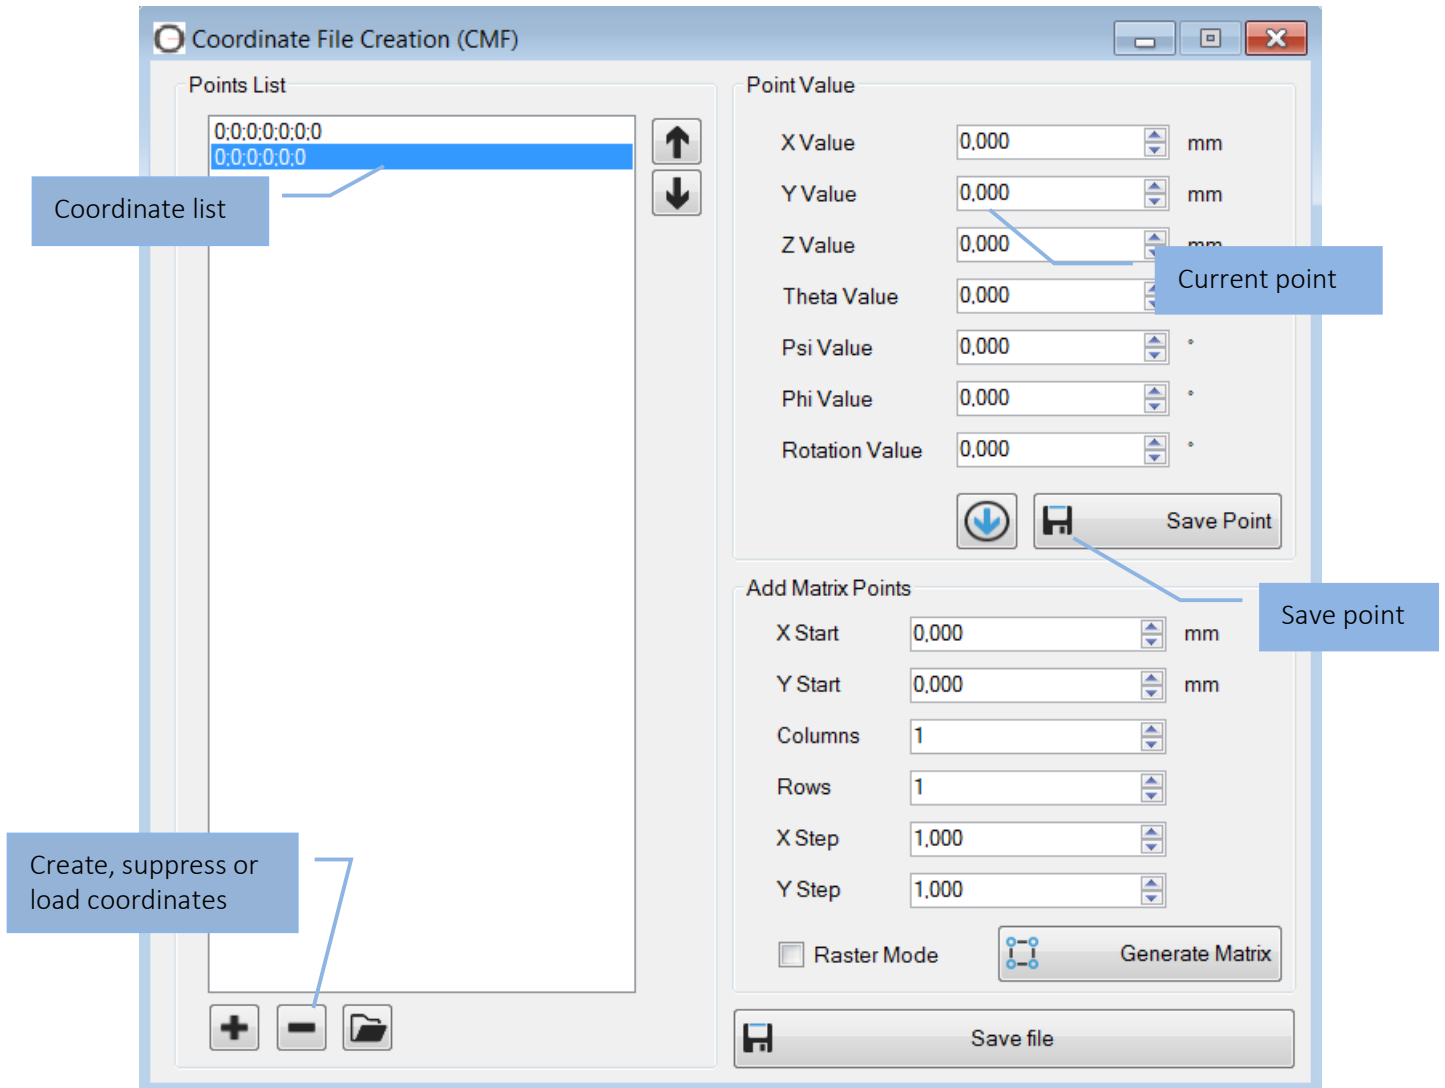 Coordinate File Creation (CMF)
Points List
0;0;0;0;0;0;0
0;0;0;0;0;0
Coordinate list
Create, suppress or
load coordinates
Point Value
X Value 0,000 mm
Y Value 0,000 mm
Z Value 0,000 mm
Current point
Theta Value 0,000
Psi Value 0,000 °
Phi Value 0,000 °
Rotation Value 0,000 °
Save Point
Save point
Add Matrix Points
X Start 0,000 mm
Y Start 0,000 mm
Columns 1
Rows 1
X Step 1,000
Y Step 1,000
Raster Mode
Generate Matrix
Save file